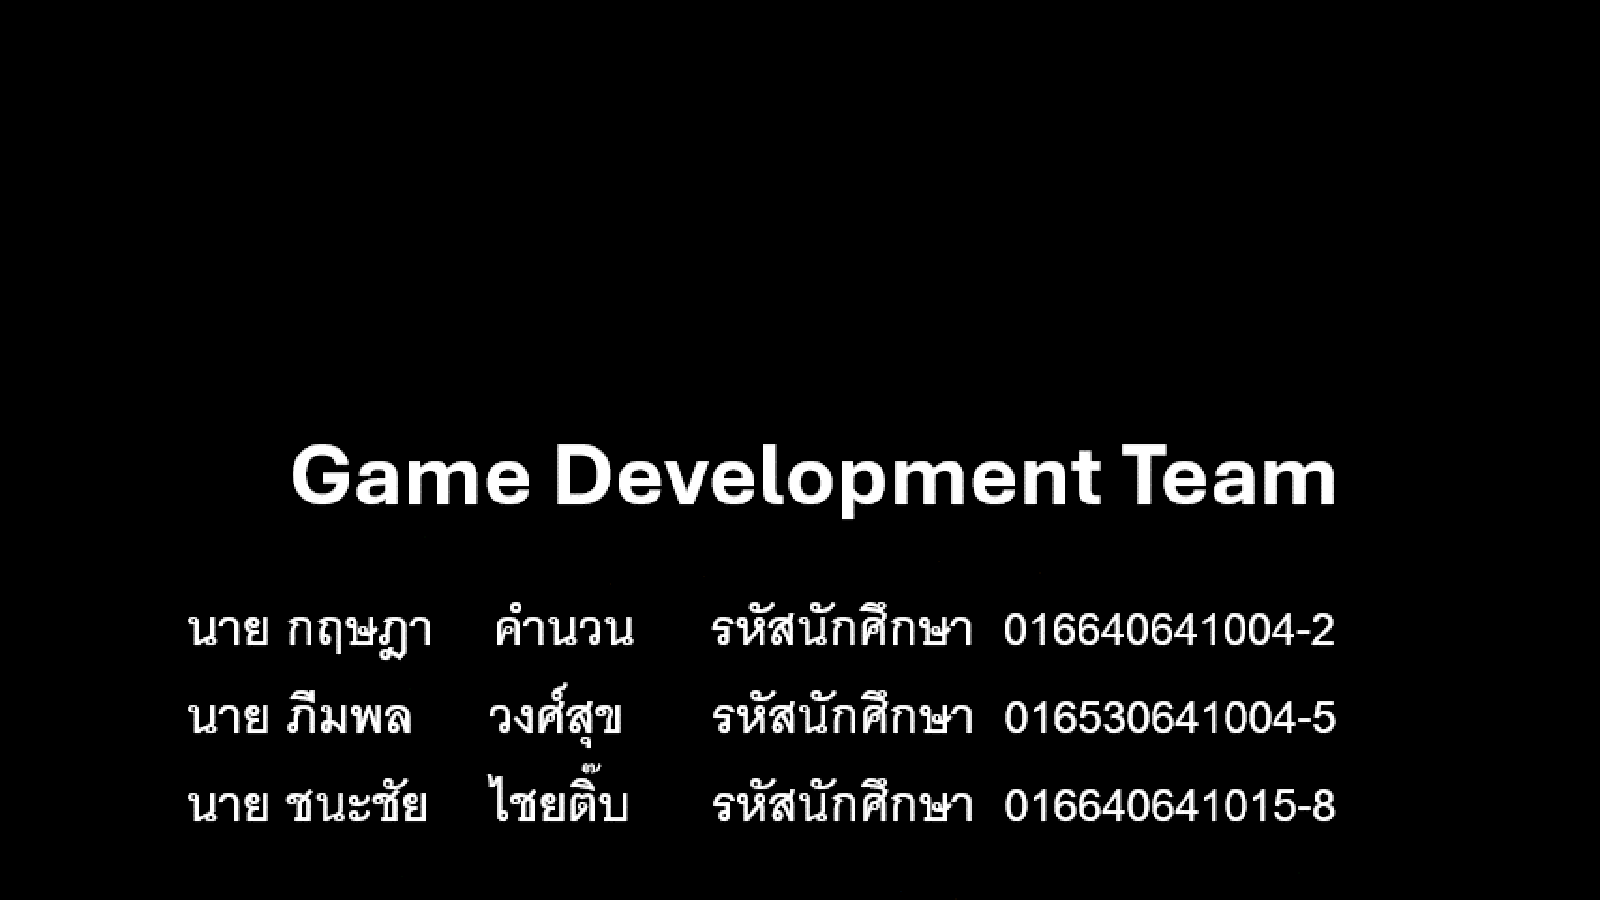 Game Development Team
นาย กฤษฎา คำนวน รหัสนักศึกษา 016640641004-2
นาย ภีมพล วงศ์สุข รหัสนักศึกษา 016530641004-5
นาย ชนะชัย ไชยติ๊บ รหัสนักศึกษา 016640641015-8